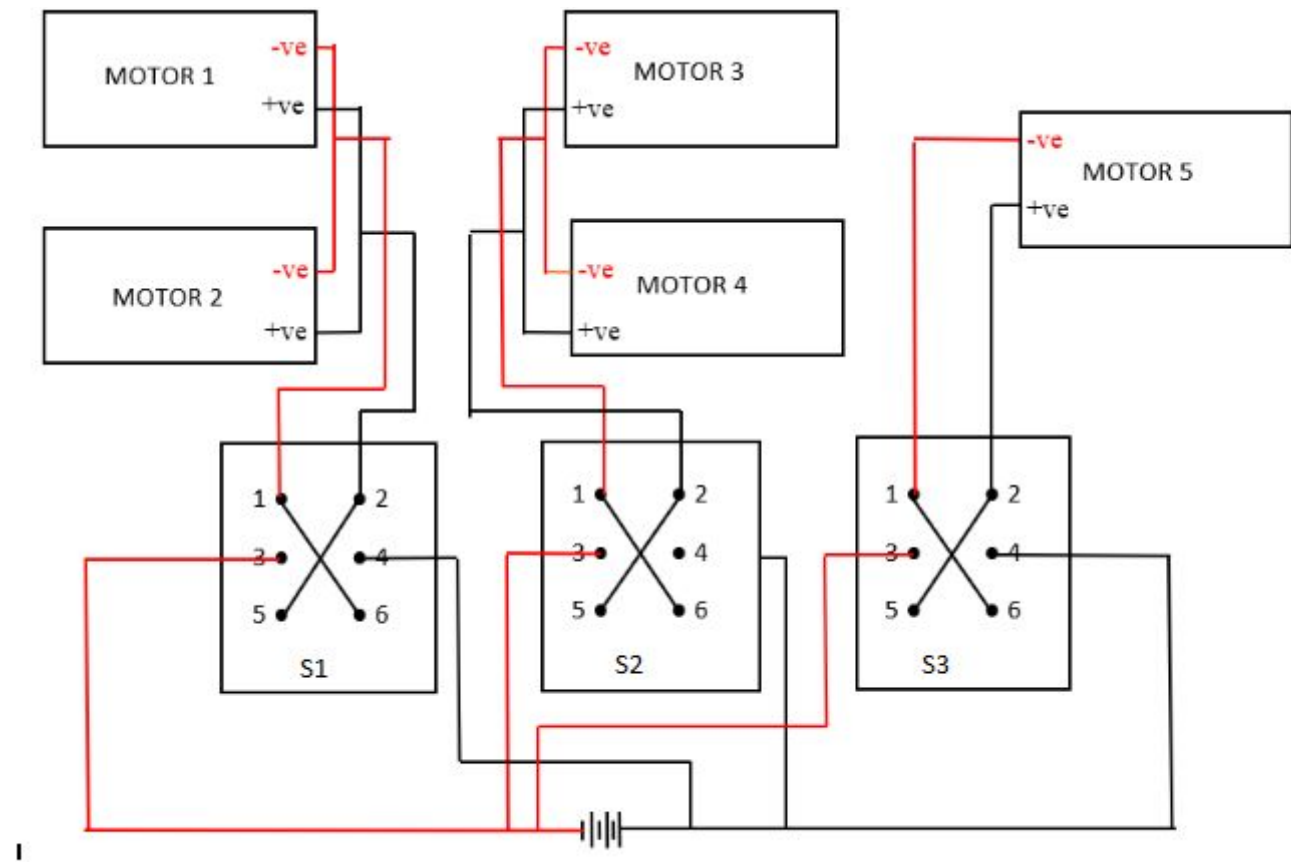 -ve
MOTOR 1
+ve
-ve
MOTOR 2
+ve
-ve
MOTOR 3
+ve
-ve
MOTOR 4
+ve
-ve
MOTOR 5
+ve
1 2
3 4
5 6
S1
1 2
3 4
5 6
S2
1 2
3 4
5 6
S3
I